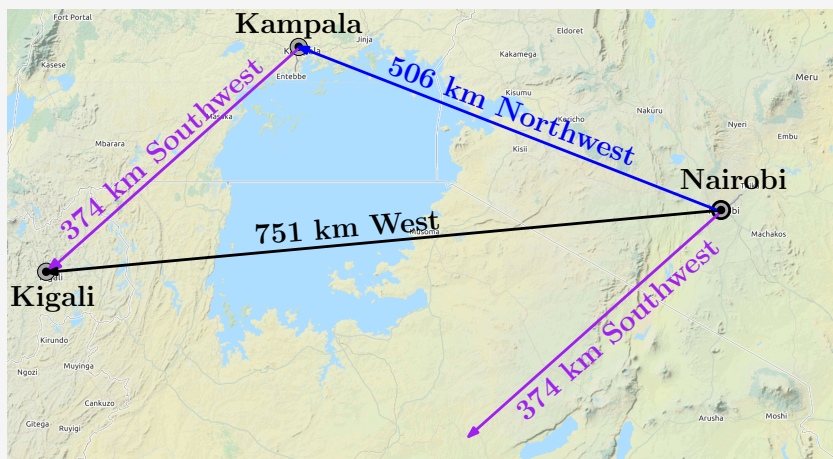 Kampala
Fort Portal
Jinja
Eldoret
Kasese
Kakamega
Entebbe
Meru
506 km Northwest
Kisumu
Masaka
Kericho
Nakuru
Nyeri
Embu
Mbarara
Kisii
374 km Southwest
Nairobi
751 km West
Musoma
Machakos
Kigali
374 km Southwest
Kirundo
Ngozi
Muyinga
Cankuzo
Gitega
Ruyigi
Arusha
Moshi